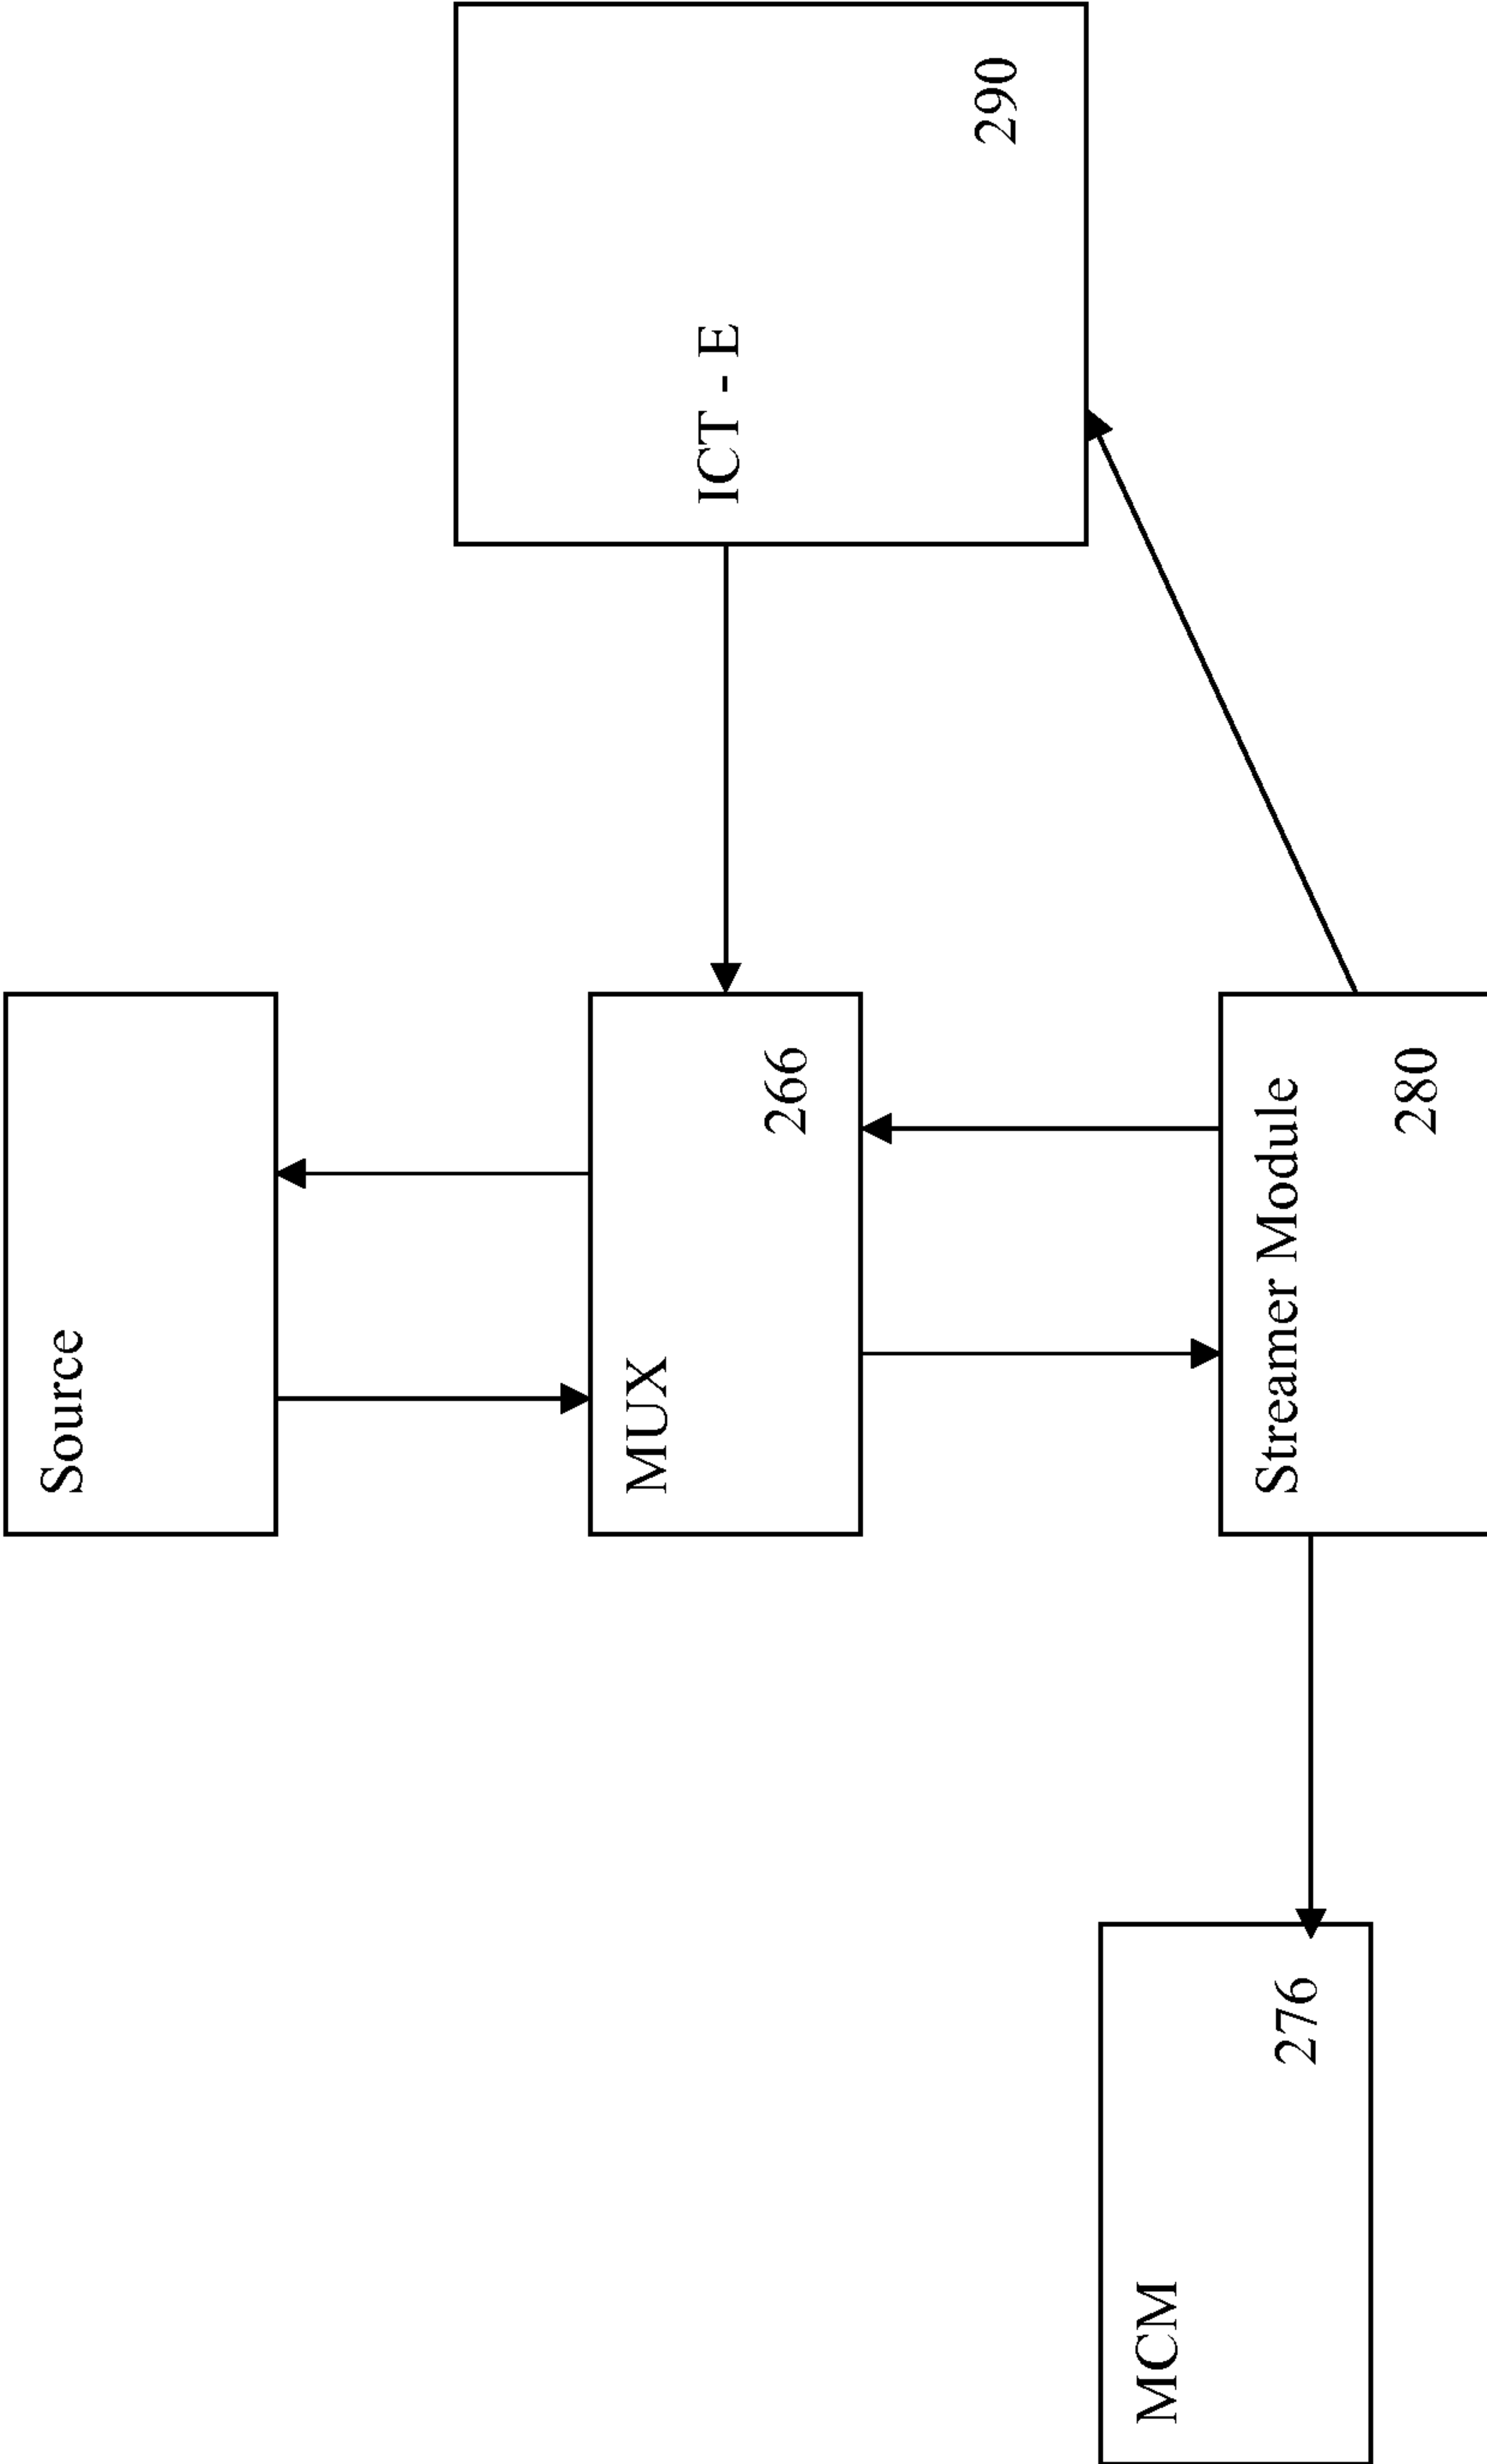 Source
MUX
266
ICT - E
290
MCM
276
Streamer Module
280